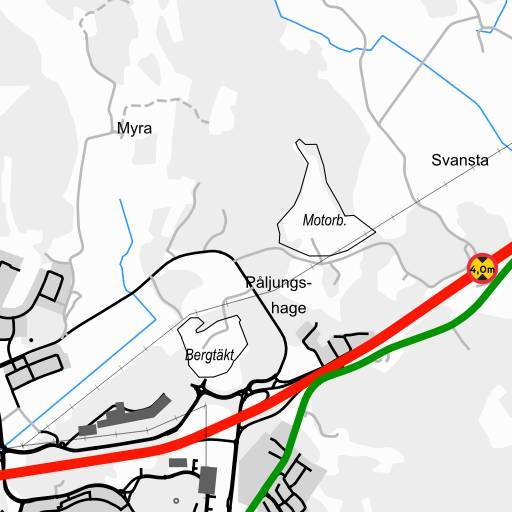 Myra
Svansta
Motorb.
4,0m
Påljungs-
hage
Bergtäkt